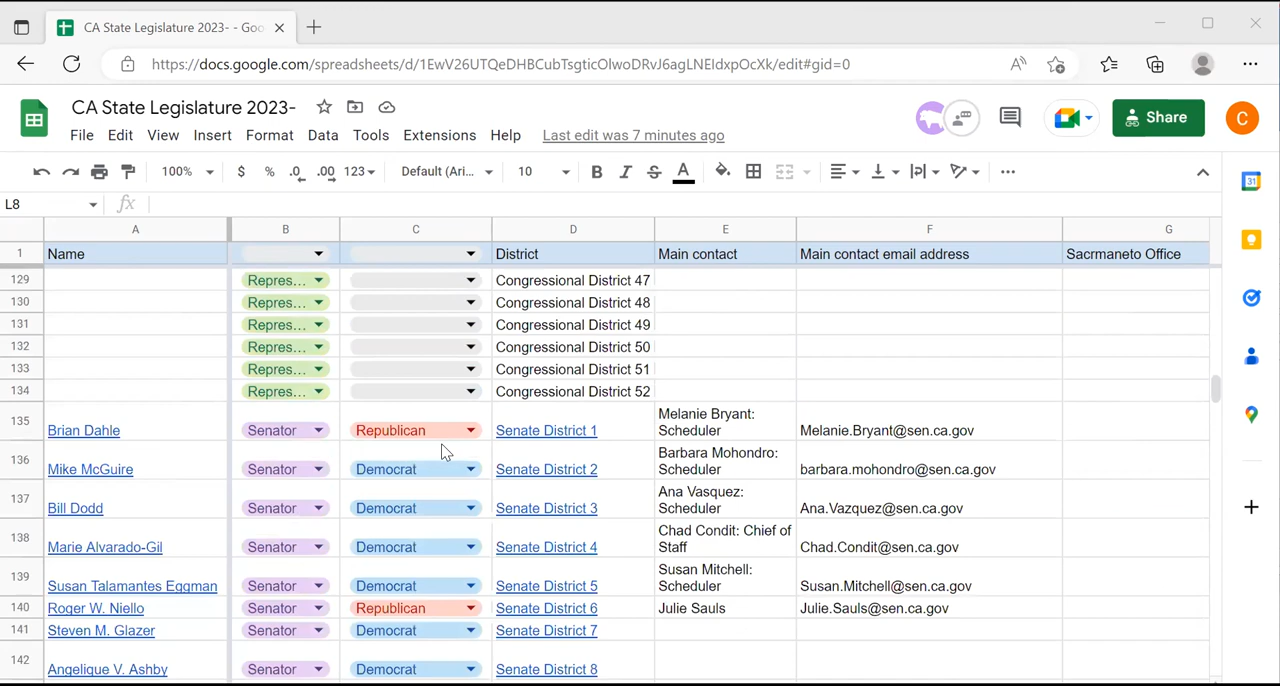 CA State Legislature 2023- - Goo
https://docs.google.com/spreadsheets/d/1EwV26UTQeDHBCubTsgticOlwoDRvJ6agLNEIdxpOcXk/edit#gid=0
CA State Legislature 2023-
File Edit View Insert Format Data Tools Extensions Help Last edit was 7 minutes ago
Share
C
100% $ % .0 .00 123 Default (Ari... 10 B I S A
L8 fx
A B C D E F G
1 Name District Main contact Main contact email address Sacrmaneto Office
129 Repres... Congressional District 47
130 Repres... Congressional District 48
131 Repres... Congressional District 49
132 Repres... Congressional District 50
133 Repres... Congressional District 51
134 Repres... Congressional District 52
Melanie Bryant:
135 Brian Dahle Senator Republican Senate District 1 Scheduler Melanie.Bryant@sen.ca.gov
Barbara Mohondro:
136 Mike McGuire Senator Democrat Senate District 2 Scheduler barbara.mohondro@sen.ca.gov
Ana Vasquez:
137 Bill Dodd Senator Democrat Senate District 3 Scheduler Ana.Vazquez@sen.ca.gov
Chad Condit: Chief of
138 Marie Alvarado-Gil Senator Democrat Senate District 4 Staff Chad.Condit@sen.ca.gov
Susan Mitchell:
139 Susan Talamantes Eggman Senator Democrat Senate District 5 Scheduler Susan.Mitchell@sen.ca.gov
140 Roger W. Niello Senator Republican Senate District 6 Julie Sauls Julie.Sauls@sen.ca.gov
141 Steven M. Glazer Senator Democrat Senate District 7
142 Angelique V. Ashby Senator Democrat Senate District 8
31